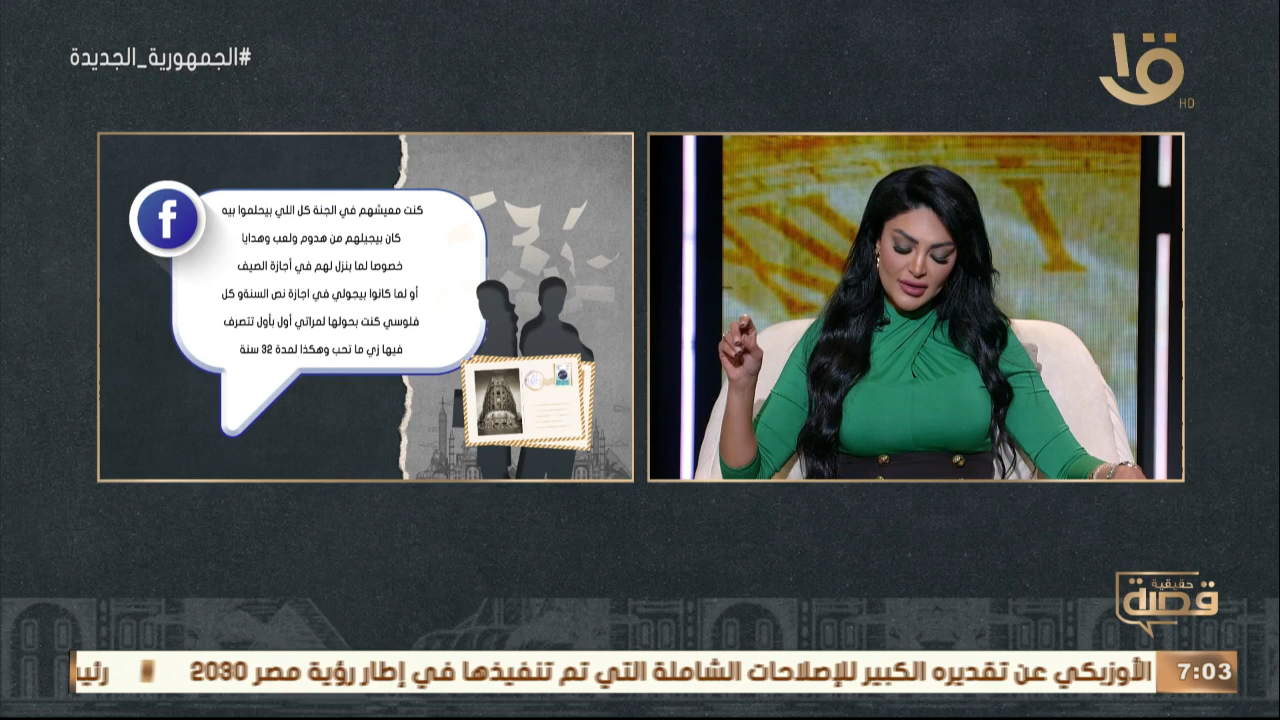 #الجمهورية_الجديدة
HD
كنت معيشهم في الجنة كل اللي بيحلموا بيه
كان بيجيلهم من هدوم ولعب وهدايا
خصوصا لما بنزل لهم في أجازة الصيف
أو لما كانوا بيجولي في اجازة نص السنةو كل
فلوسي كنت بحولها لمراتي أول بأول تتصرف
فيها زي ما تحب وهكذا لمدة 32 سنة
قصة حقيقية
7:03
الأوزبكي عن تقديره الكبير للإصلاحات الشاملة التي تم تنفيذها في إطار رؤية مصر 2030